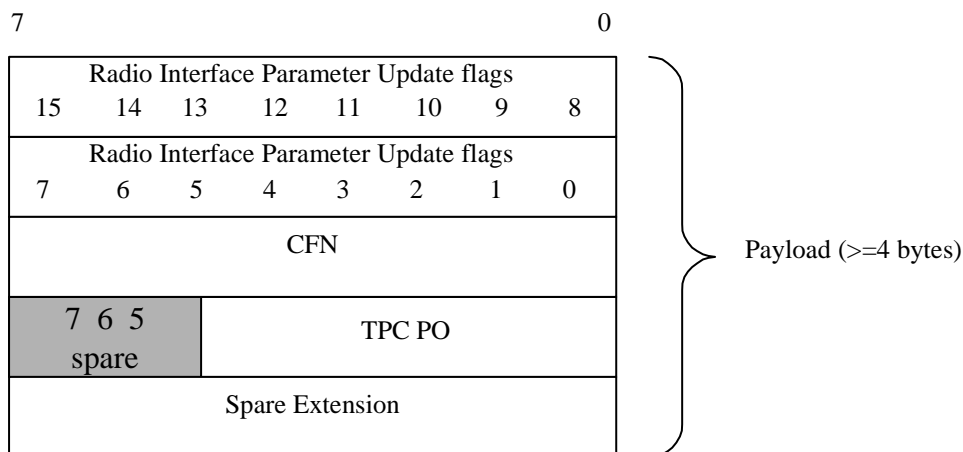 7 0
Radio Interface Parameter Update flags
15 14 13 12 11 10 9 8
Radio Interface Parameter Update flags
7 6 5 4 3 2 1 0
CFN
Payload (>=4 bytes)
7 6 5
spare
TPC PO
Spare Extension